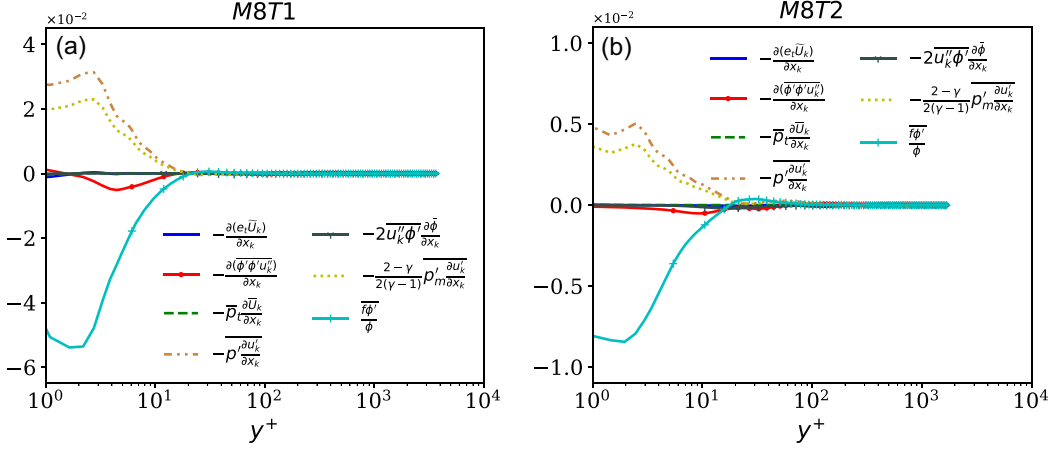 M8T1
×10⁻²
(a)
4
2
0
−2
−4
−6
−∂(e_t Ũ_k)/∂x_k
−∂(\overline{ϕ′ϕ′u″_k})/∂x_k
−p̅_t ∂U̅_k/∂x_k
−\overline{p′ ∂u′_k/∂x_k}
−2\overline{u″_kϕ′} ∂ϕ̅/∂x_k
−(2−γ)/(2(γ−1)) \overline{p′_m ∂u′_k/∂x_k}
\overline{fϕ′}/ϕ
10⁰ 10¹ 10² 10³ 10⁴
y⁺
M8T2
×10⁻²
(b)
1.0
0.5
0.0
−0.5
−1.0
−∂(e_t Ũ_k)/∂x_k
−∂(\overline{ϕ′ϕ′u″_k})/∂x_k
−p̅_t ∂U̅_k/∂x_k
−\overline{p′ ∂u′_k/∂x_k}
−2\overline{u″_kϕ′} ∂ϕ̅/∂x_k
−(2−γ)/(2(γ−1)) \overline{p′_m ∂u′_k/∂x_k}
\overline{fϕ′}/ϕ
10⁰ 10¹ 10² 10³ 10⁴
y⁺